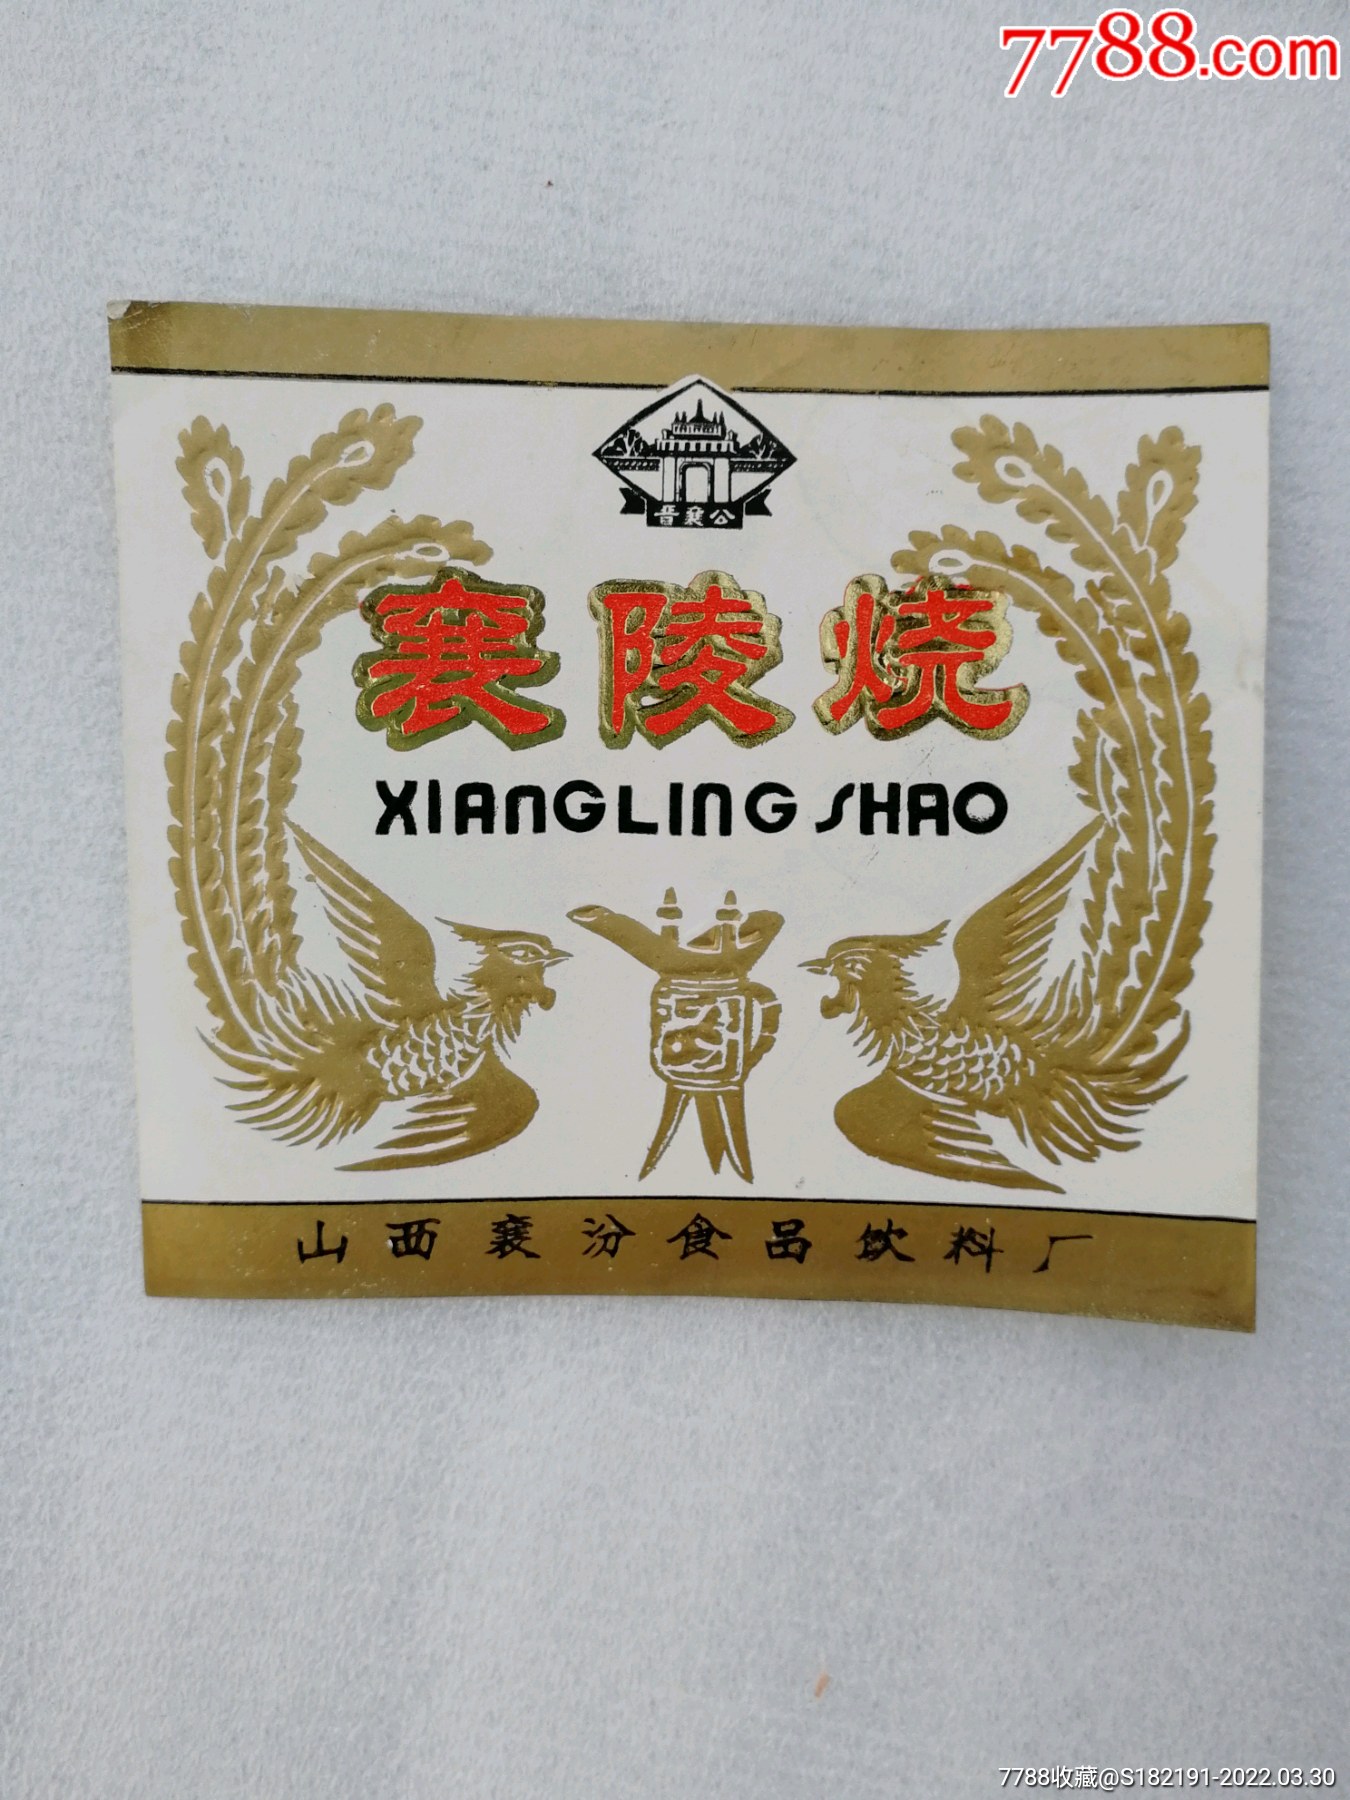 7788.com
晋襄公
襄陵烧
XIANGLING SHAO
山西襄汾食品饮料厂
7788收藏@S182191-2022.03.30